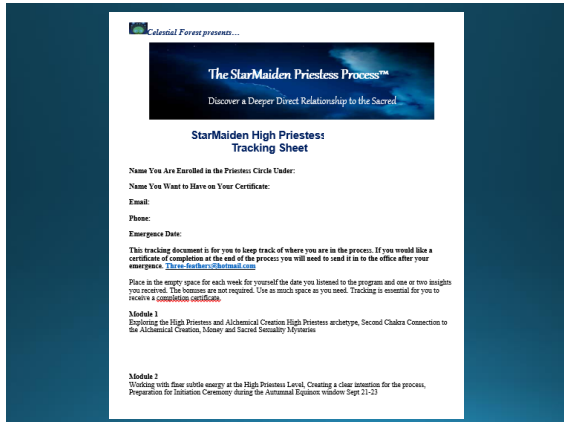 Celestial Forest presents…
The StarMaiden Priestess Process™
Discover a Deeper Direct Relationship to the Sacred
StarMaiden High Priestess
Tracking Sheet
Name You Are Enrolled in the Priestess Circle Under:
Name You Want to Have on Your Certificate:
Email:
Phone:
Emergence Date:
This tracking document is for you to keep track of where you are in the process. If you would like a
certificate of completion at the end of the process you will need to send it in to the office after your
emergence. Three-feathers@hotmail.com
Place in the empty space for each week for yourself the date you listened to the program and one or two insights
you received. The bonuses are not required. Use as much space as you need. Tracking is essential for you to
receive a completion certificate.
Module 1
Exploring the High Priestess and Alchemical Creation High Priestess archetype, Second Chakra Connection to
the Alchemical Creation, Money and Sacred Sexuality Mysteries
Module 2
Working with finer subtle energy at the High Priestess Level, Creating a clear intention for the process,
Preparation for Initiation Ceremony during the Autumnal Equinox window Sept 21-23